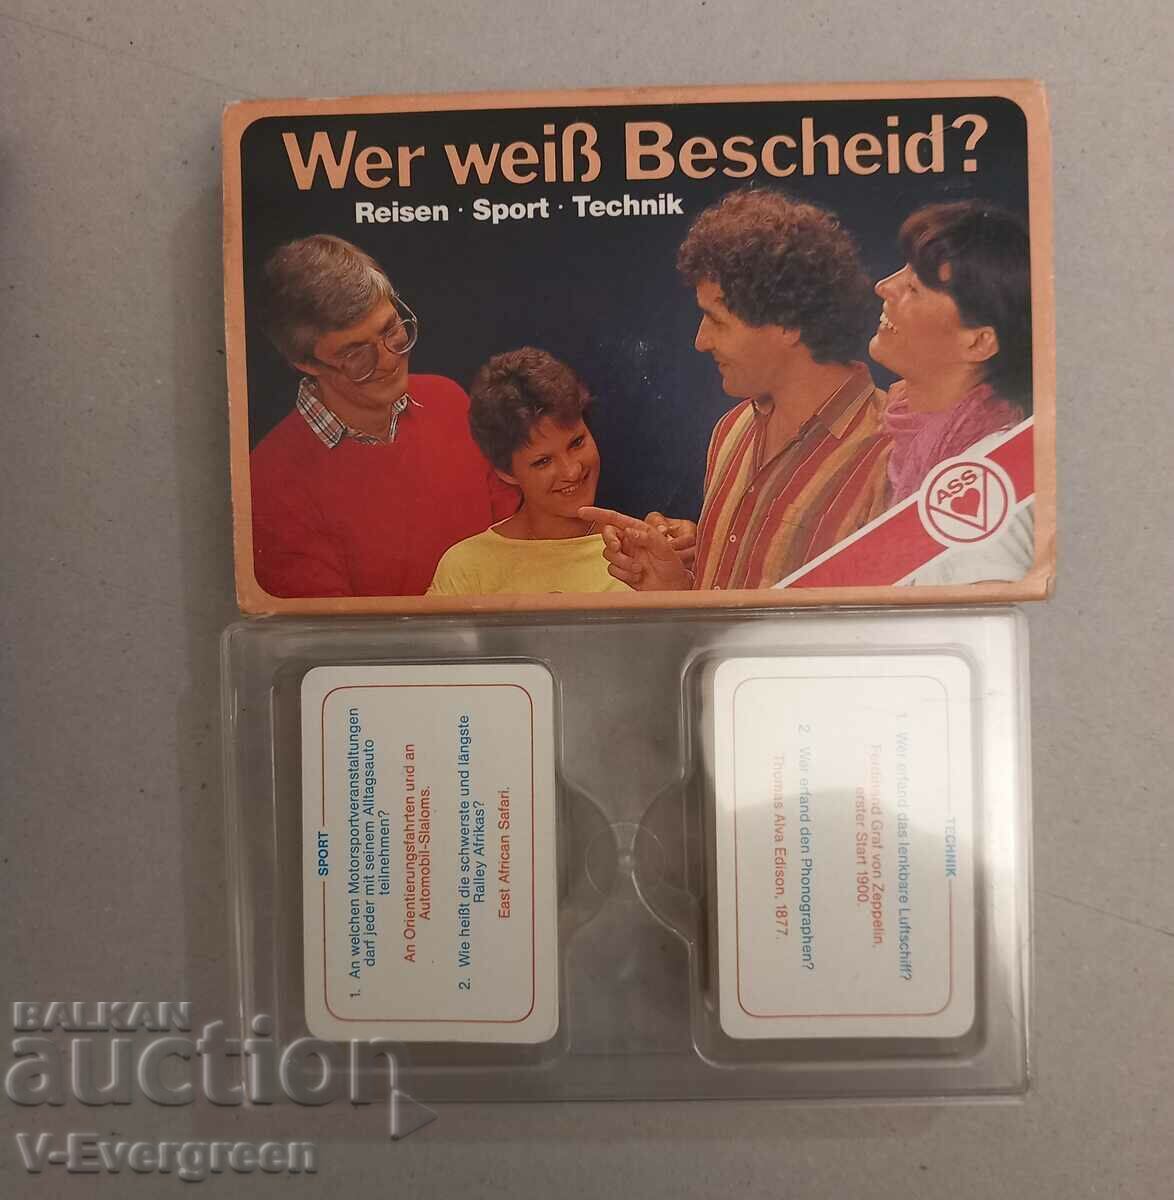 Wer weiß Bescheid?
Reisen · Sport · Technik
ASS
SPORT
1. An welchen Motorsportveranstaltungen
darf jeder mit seinem Alltagsauto
teilnehmen?
An Orientierungsfahrten und an
Automobil-Slaloms.
2. Wie heißt die schwerste und längste
Ralley Afrikas?
East African Safari.
TECHNIK
1. Wer erfand das lenkbare Luftschiff?
Ferdinand Graf von Zeppelin,
erster Start 1900.
2. Wer erfand den Phonographen?
Thomas Alva Edison, 1877.
BALKAN
auction
V-Evergreen